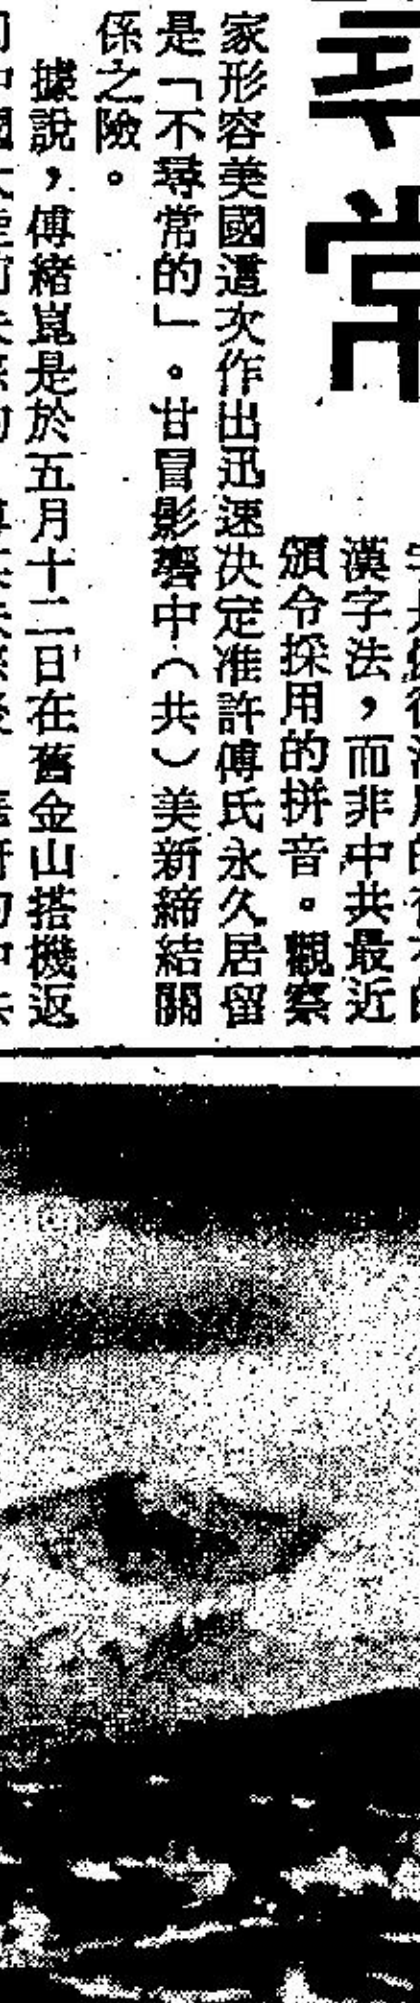 常
漢字法，而非中共最近
頒令採用的拼音。觀察
家形容美國這次作出迅速決定准許傅氏永久居留
是「不尋常的」。甘冒影響中（共）美新締結關
係之險。
據說，傅緒崑是於五月十二日在舊金山搭機返